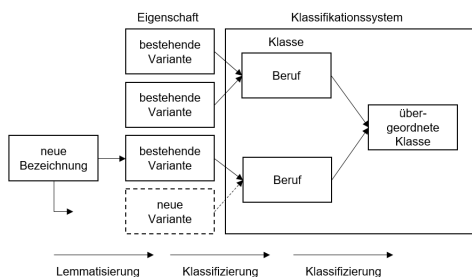 Eigenschaft
Klassifikationssystem
bestehende
Variante
Klasse
Beruf
bestehende
Variante
über-
geordnete
Klasse
neue
Bezeichnung
bestehende
Variante
Beruf
neue
Variante
Lemmatisierung
Klassifizierung
Klassifizierung